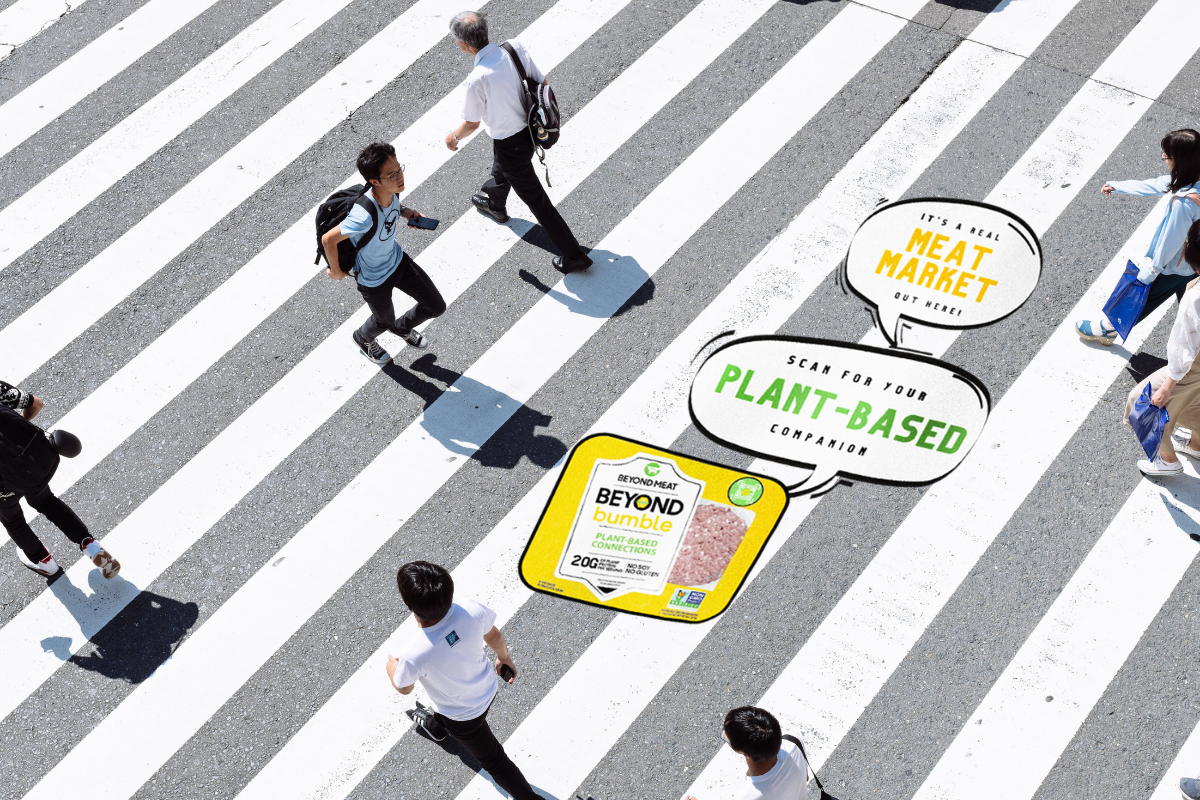 IT'S A REAL
MEAT
MARKET
OUT HERE!
SCAN FOR YOUR
PLANT-BASED
COMPANION
BEYOND MEAT
BEYOND
bumble
PLANT-BASED
CONNECTIONS
20G
NO SOY
NO GLUTEN